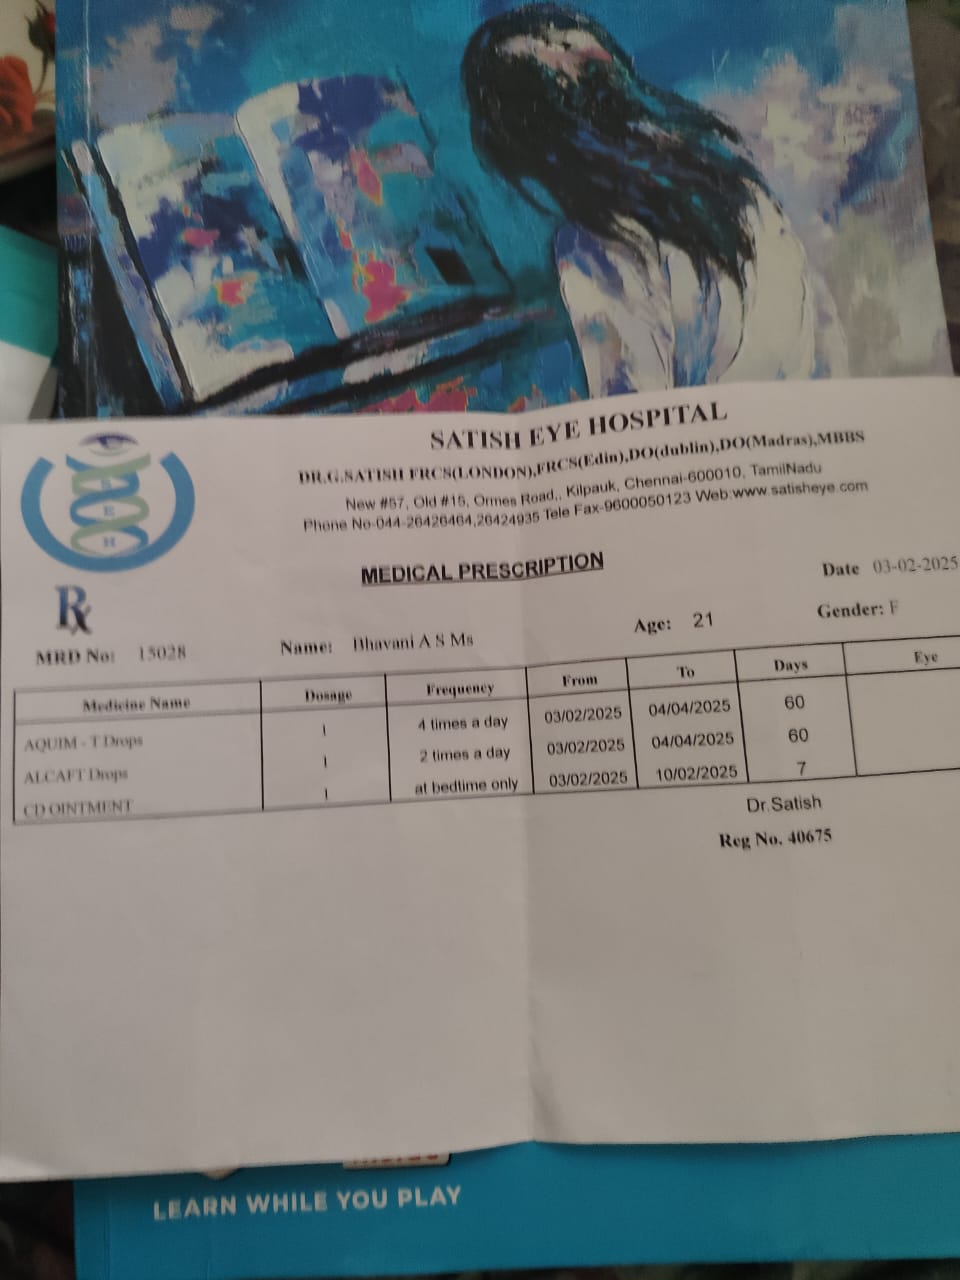 SATISH EYE HOSPITAL
DR.G.SATISH FRCS(LONDON),FRCS(Edin),DO(dublin),DO(Madras),MBBS
New #57, Old #15, Ormes Road,, Kilpauk, Chennai-600010, TamilNadu
Phone No-044-26426464,26424935 Tele Fax-9600050123 Web:www.satisheye.com
S
E
H
MEDICAL PRESCRIPTION
Rx
Date 03-02-2025
MRD No: 15028 Name: Bhavani A S Ms Age: 21 Gender: F
Medicine Name Dosage Frequency From To Days Eye
AQUIM - T Drops 1 4 times a day 03/02/2025 04/04/2025 60
ALCAFT Drops 1 2 times a day 03/02/2025 04/04/2025 60
CD OINTMENT 1 at bedtime only 03/02/2025 10/02/2025 7
Dr.Satish
Reg No. 40675
LEARN WHILE YOU PLAY